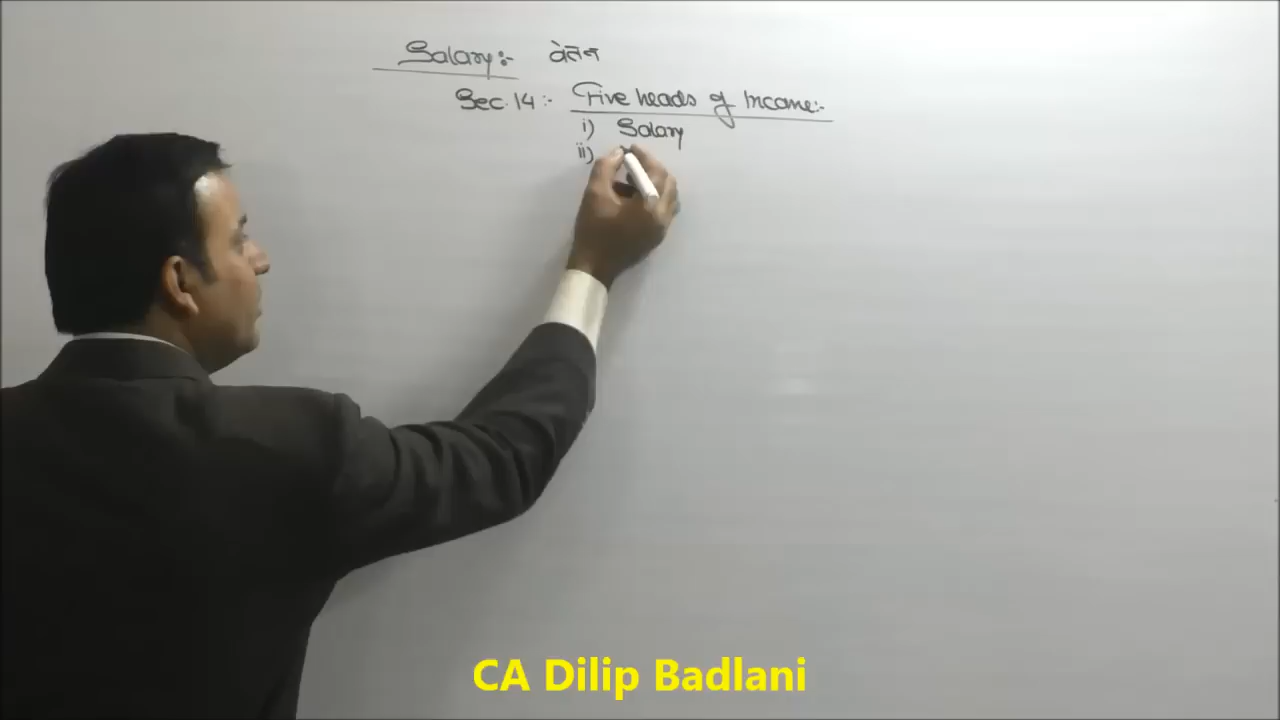 Salary:- वेतन
Sec. 14:- Five heads of Income:-
i) Salary
ii)
CA Dilip Badlani